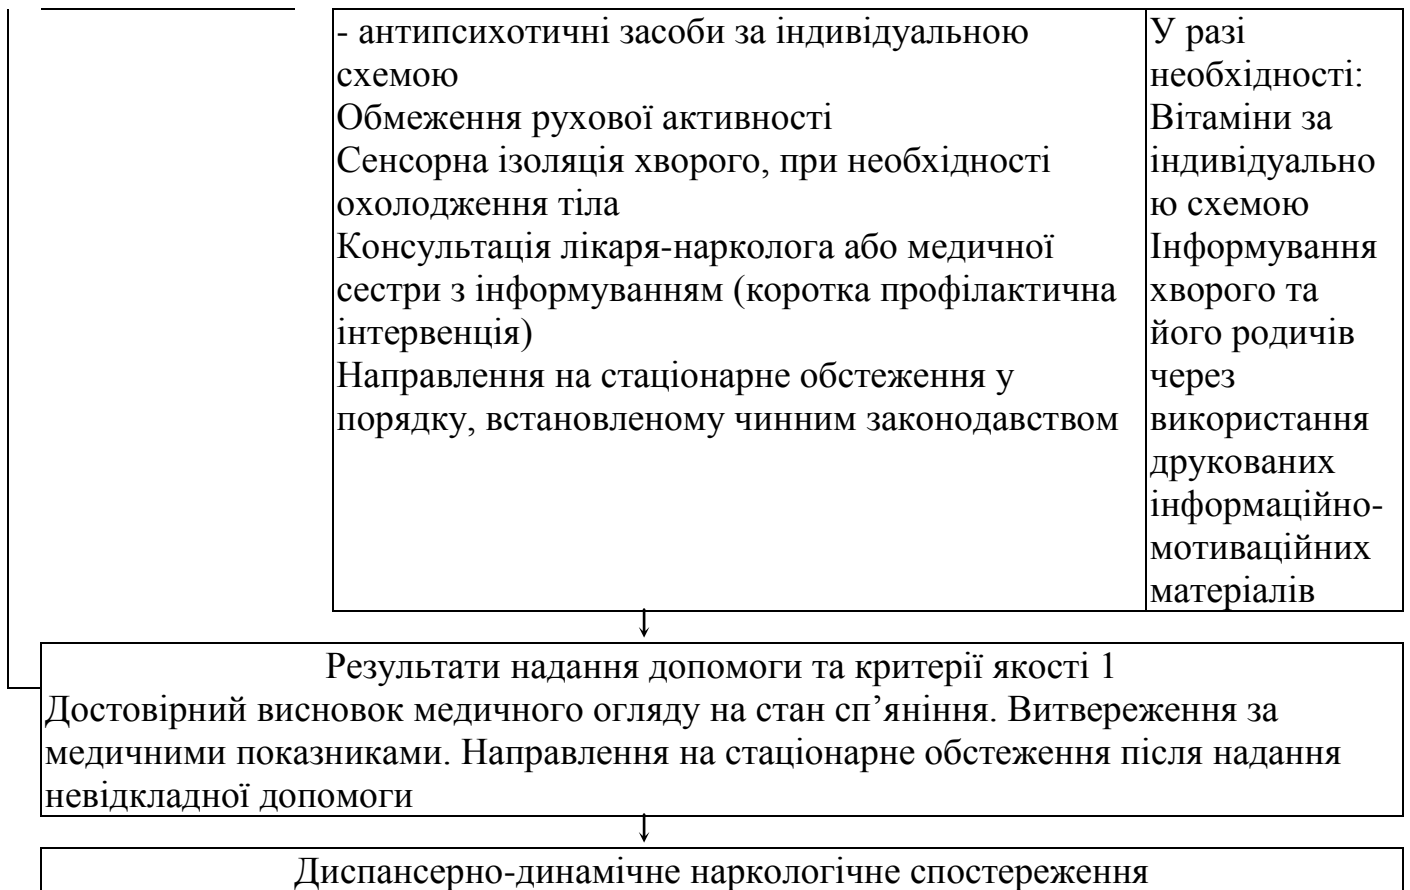 - антипсихотичні засоби за індивідуальною
схемою
Обмеження рухової активності
Сенсорна ізоляція хворого, при необхідності
охолодження тіла
Консультація лікаря-нарколога або медичної
сестри з інформуванням (коротка профілактична
інтервенція)
Направлення на стаціонарне обстеження у
порядку, встановленому чинним законодавством
У разі
необхідності:
Вітаміни за
індивідуально
ю схемою
Інформування
хворого та
його родичів
через
використання
друкованих
інформаційно-
мотиваційних
матеріалів
Результати надання допомоги та критерії якості 1
Достовірний висновок медичного огляду на стан сп’яніння. Витвереження за
медичними показниками. Направлення на стаціонарне обстеження після надання
невідкладної допомоги
Диспансерно-динамічне наркологічне спостереження